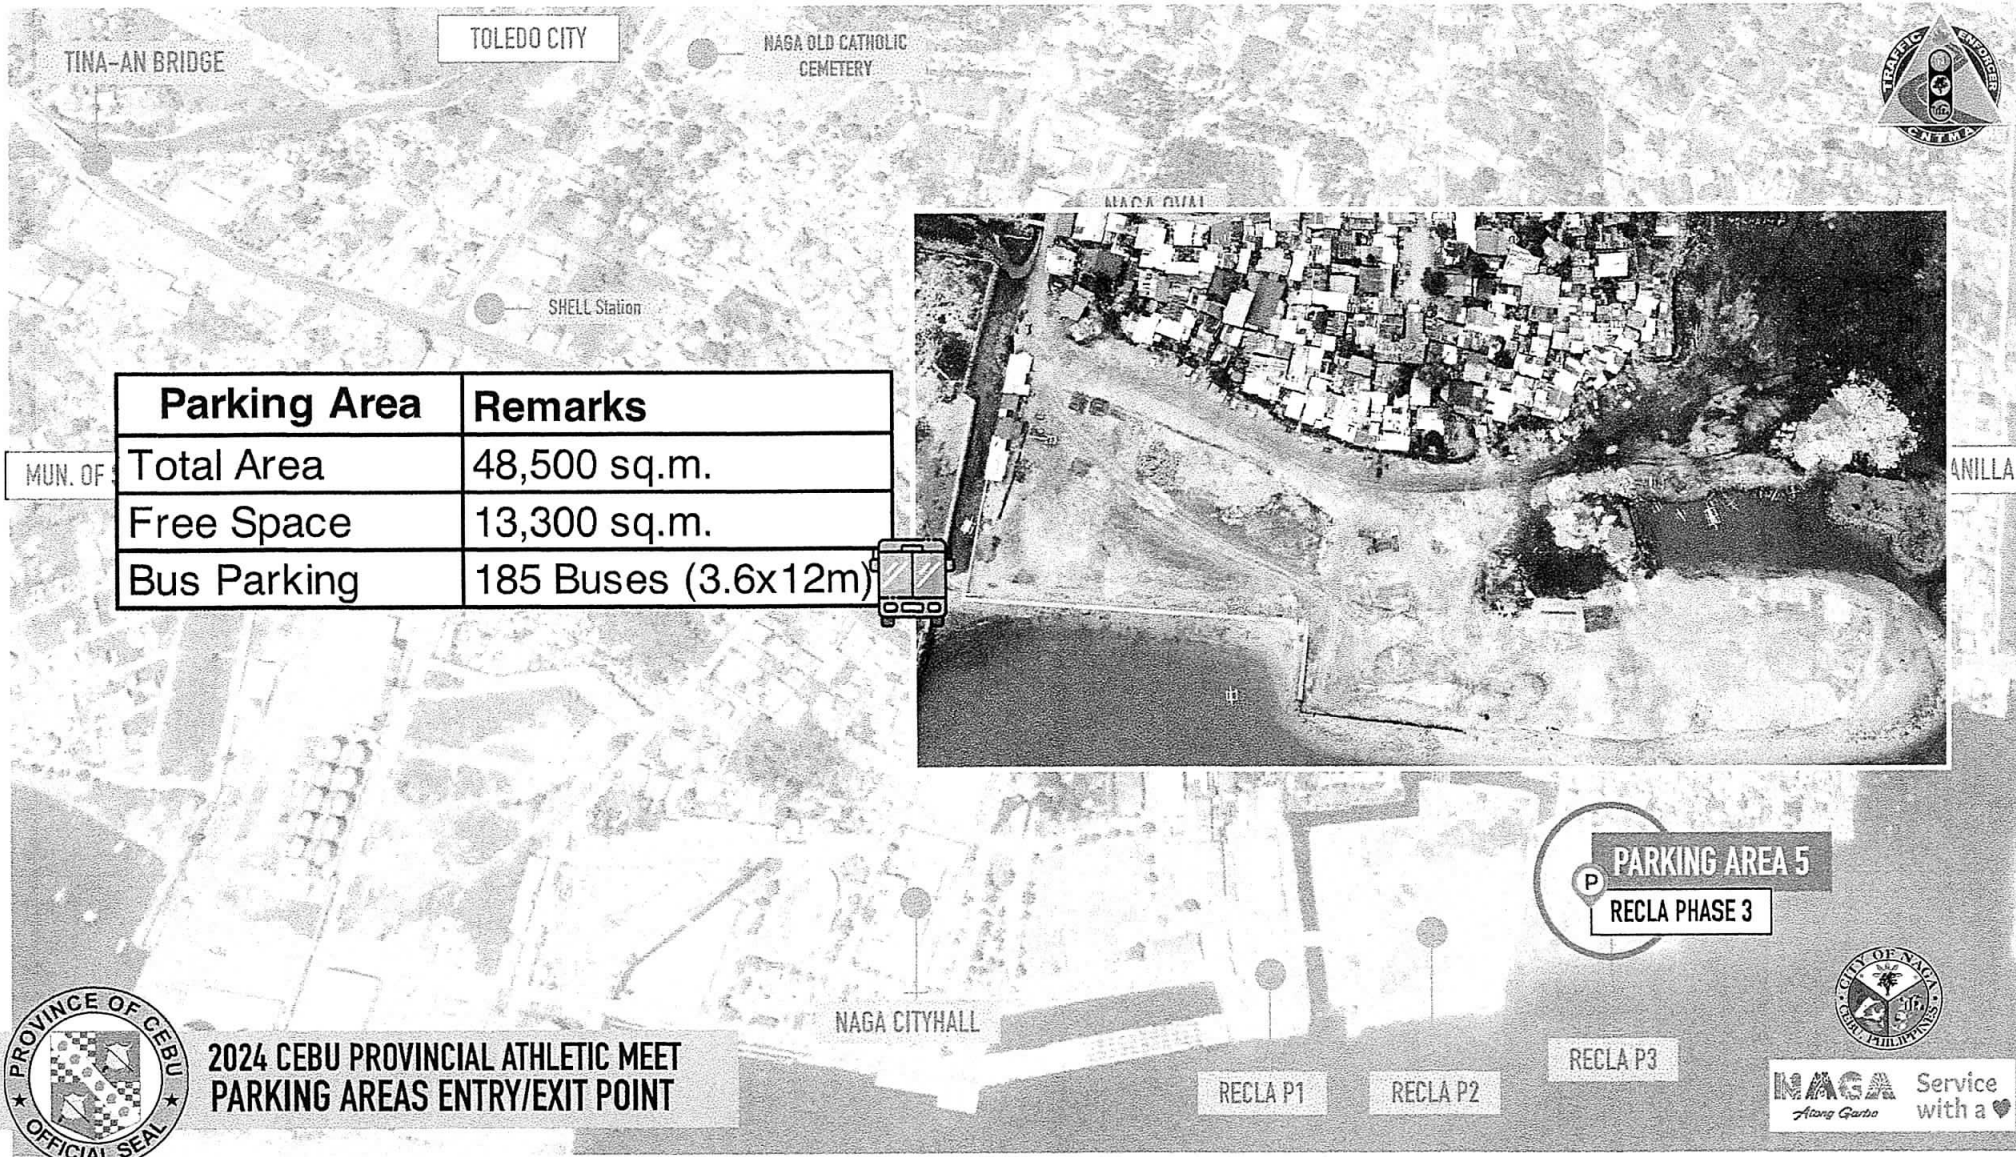 TINA-AN BRIDGE
TOLEDO CITY
NAGA OLD CATHOLIC
CEMETERY
TRAFFIC ENFORCER
CNTMA
NAGA OVAL
SHELL Station
Parking Area Remarks
Total Area 48,500 sq.m.
Free Space 13,300 sq.m.
Bus Parking 185 Buses (3.6x12m)
MUN. OF
ANILLA
PARKING AREA 5
P
RECLA PHASE 3
NAGA CITYHALL
RECLA P1
RECLA P2
RECLA P3
CITY OF NAGA
CEBU, PHILIPPINES
PROVINCE OF CEBU
OFFICIAL SEAL
2024 CEBU PROVINCIAL ATHLETIC MEET
PARKING AREAS ENTRY/EXIT POINT
NAGA
Atong Garbo
Service
with a ♥